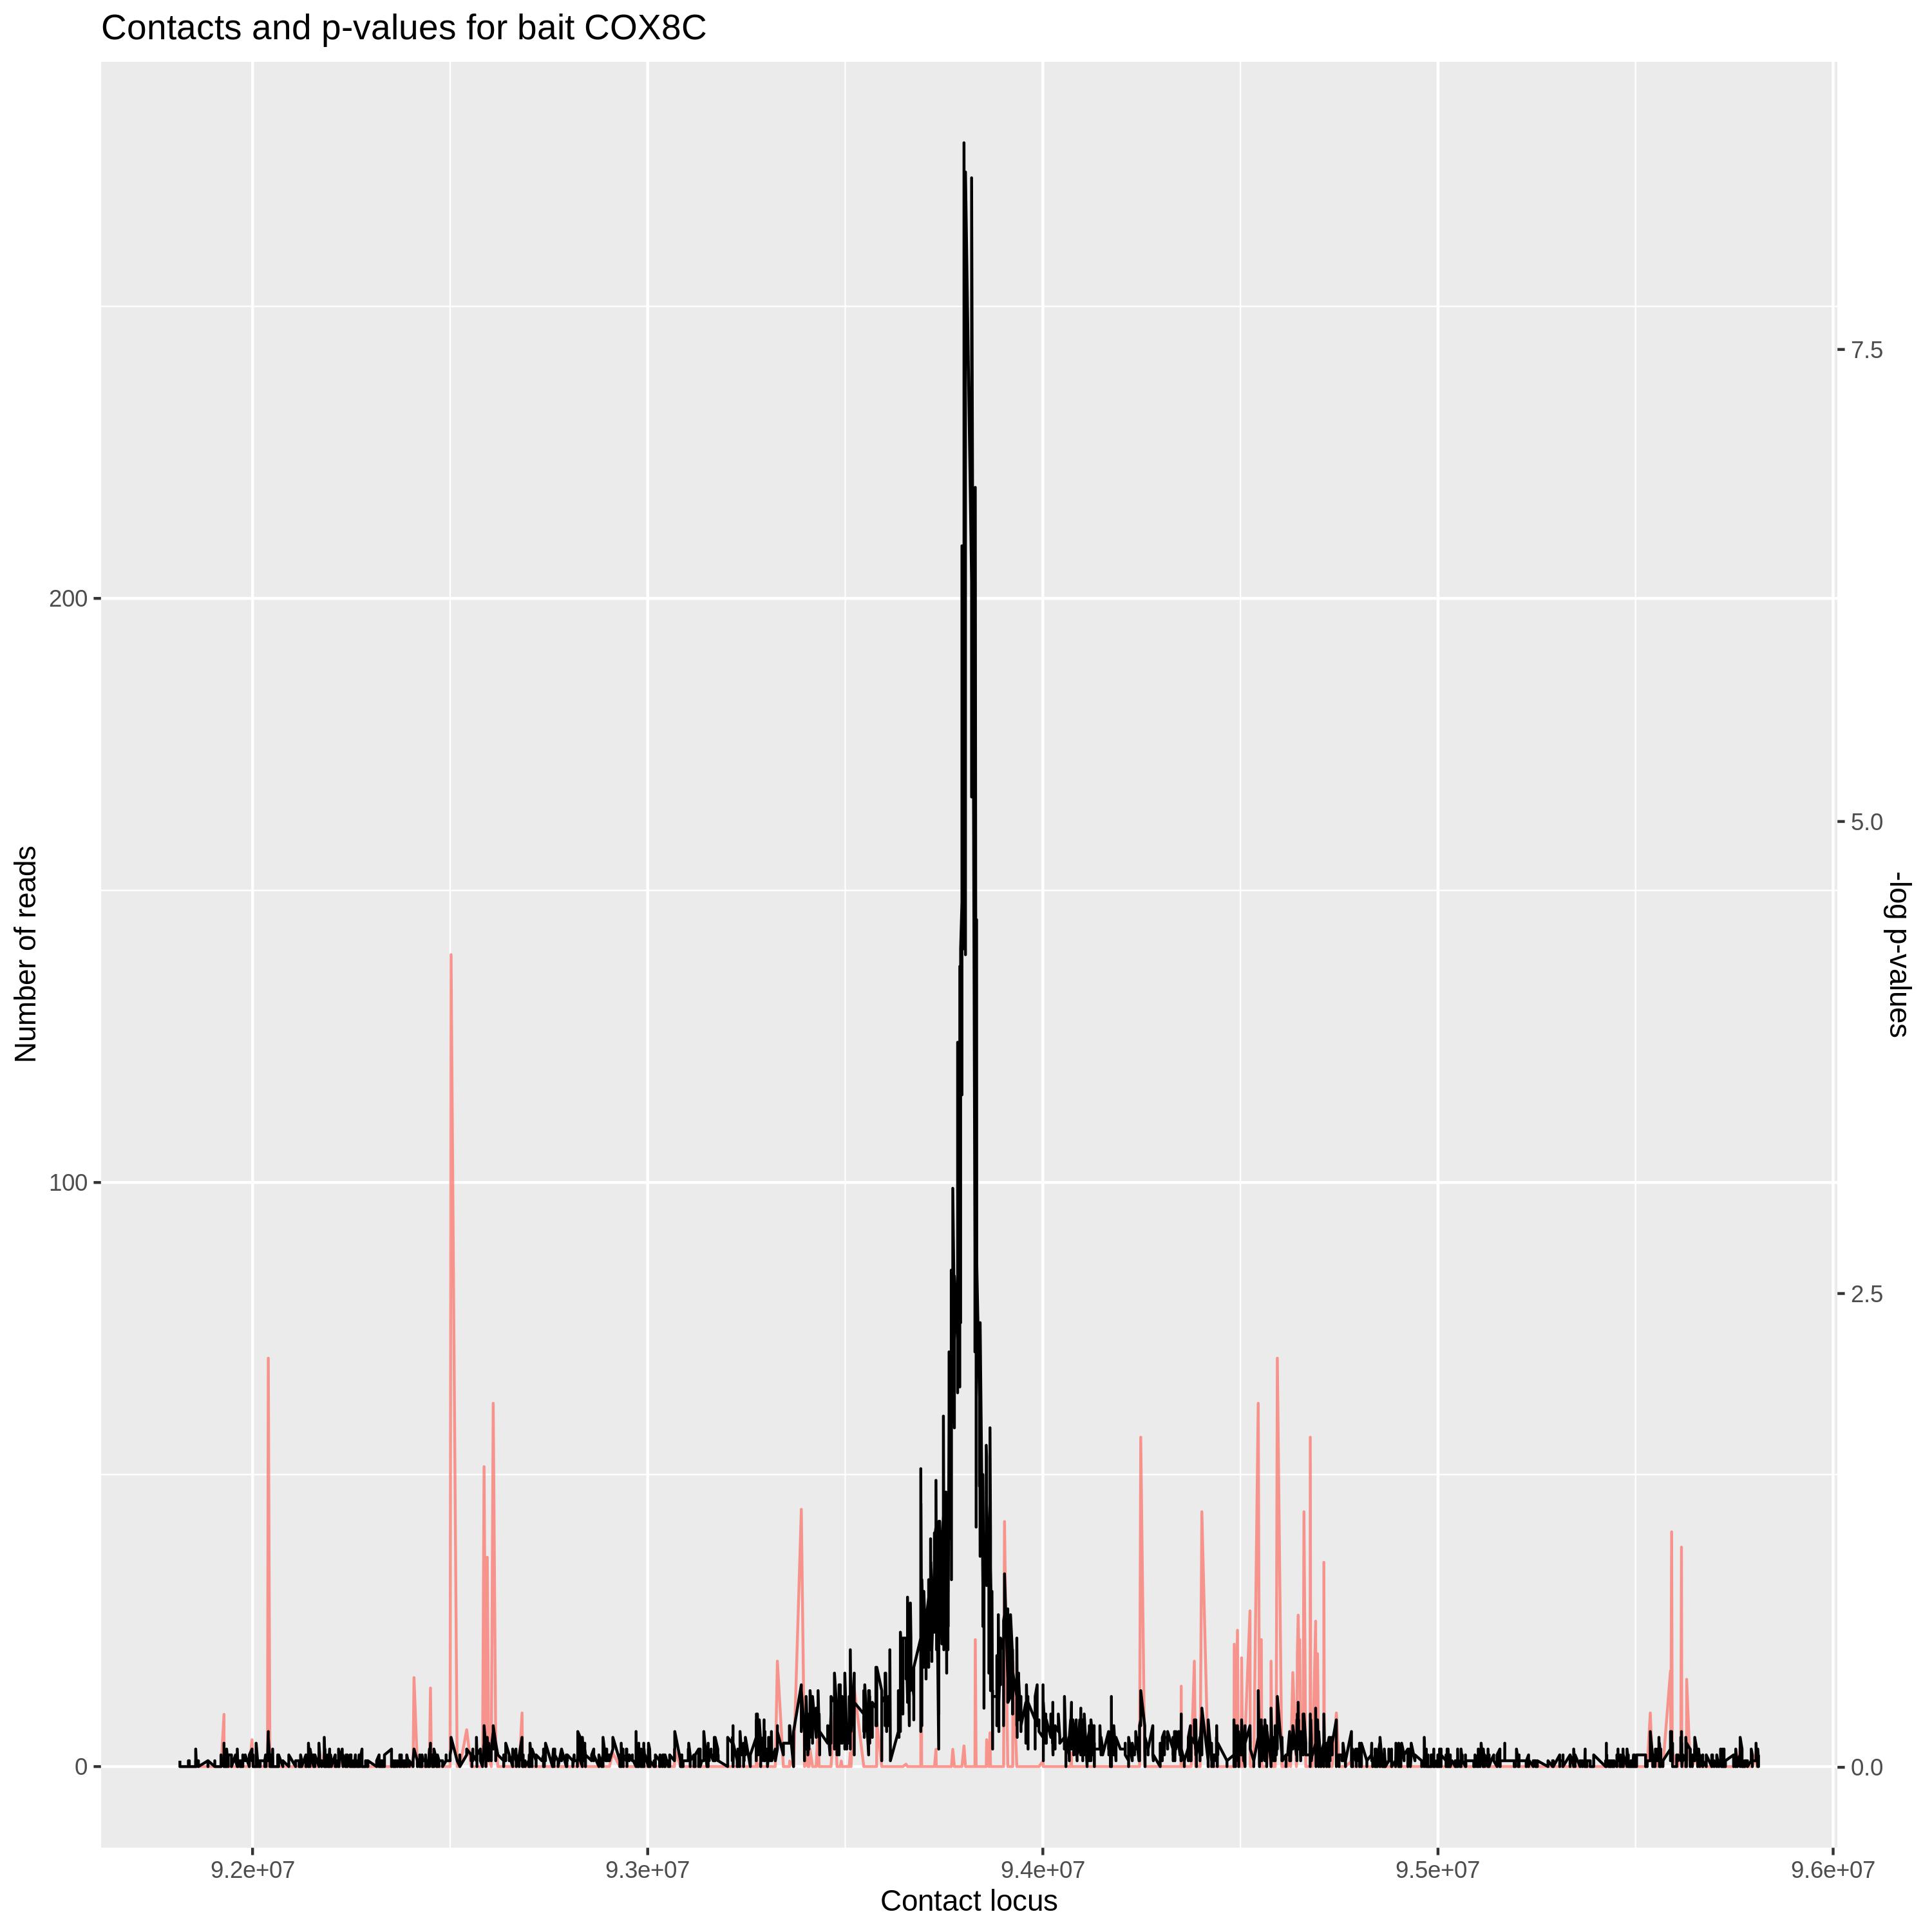 Contacts and p-values for bait COX8C
Number of reads
200
100
0
7.5
5.0
2.5
0.0
-log p-values
9.2e+07 9.3e+07 9.4e+07 9.5e+07 9.6e+07
Contact locus